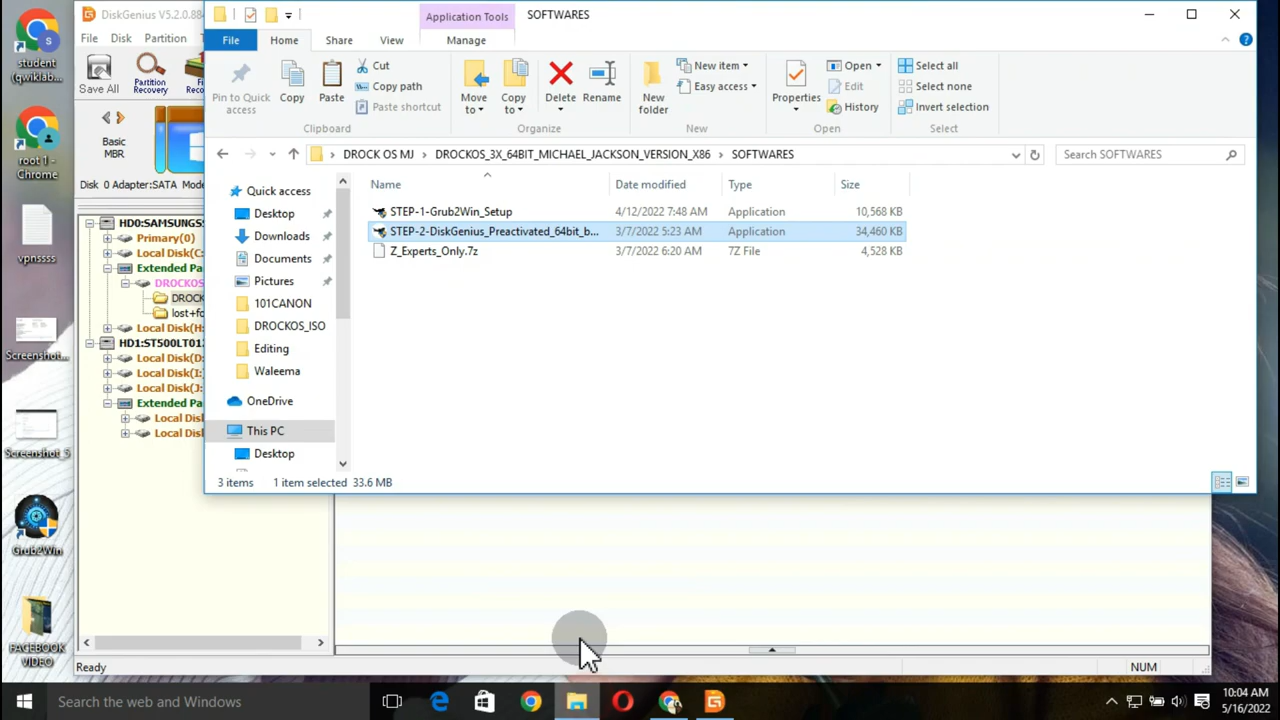 student
(qwiklab...
root 1 -
Chrome
vpnssss
Screenshot...
Screenshot_5
Grub2Win
FACEBOOK
VIDEO
DiskGenius V5.2.0.884
File Disk Partition
Save All
Partition
Recovery
Basic
MBR
Disk 0 Adapter:SATA Mode
HD0:SAMSUNGSS
Primary(0)
Local Disk(C:
Extended Pa
DROCKOS
DROCK
lost+fo
Local Disk(H:
HD1:ST500LT012
Local Disk(D:
Local Disk(I:)
Local Disk(J:
Extended Pa
Local Disk
Local Disk
Ready
NUM
Application Tools
SOFTWARES
File Home Share View Manage
Pin to Quick
access
Copy
Paste
Cut
Copy path
Paste shortcut
Clipboard
Move
to
Copy
to
Delete
Rename
Organize
New
folder
New item
Easy access
New
Properties
Open
Edit
History
Open
Select all
Select none
Invert selection
Select
DROCK OS MJ > DROCKOS_3X_64BIT_MICHAEL_JACKSON_VERSION_X86 > SOFTWARES
Search SOFTWARES
Quick access
Desktop
Downloads
Documents
Pictures
101CANON
DROCKOS_ISO
Editing
Waleema
OneDrive
This PC
Desktop
Name Date modified Type Size
STEP-1-Grub2Win_Setup 4/12/2022 7:48 AM Application 10,568 KB
STEP-2-DiskGenius_Preactivated_64bit_b... 3/7/2022 5:23 AM Application 34,460 KB
Z_Experts_Only.7z 3/7/2022 6:20 AM 7Z File 4,528 KB
3 items 1 item selected 33.6 MB
Search the web and Windows
10:04 AM
5/16/2022